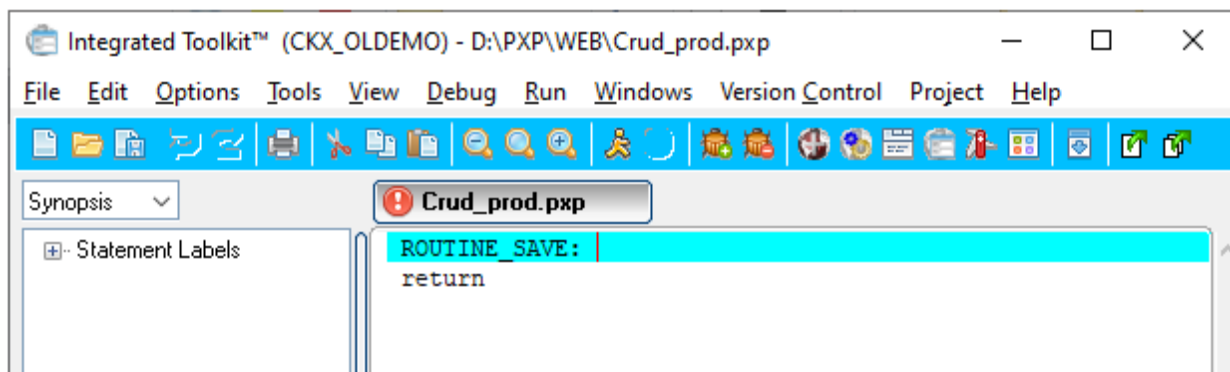 Integrated Toolkit™ (CKX_OLDEMO) - D:\PXP\WEB\Crud_prod.pxp
File Edit Options Tools View Debug Run Windows Version Control Project Help
Synopsis
Crud_prod.pxp
Statement Labels
ROUTINE_SAVE:
return